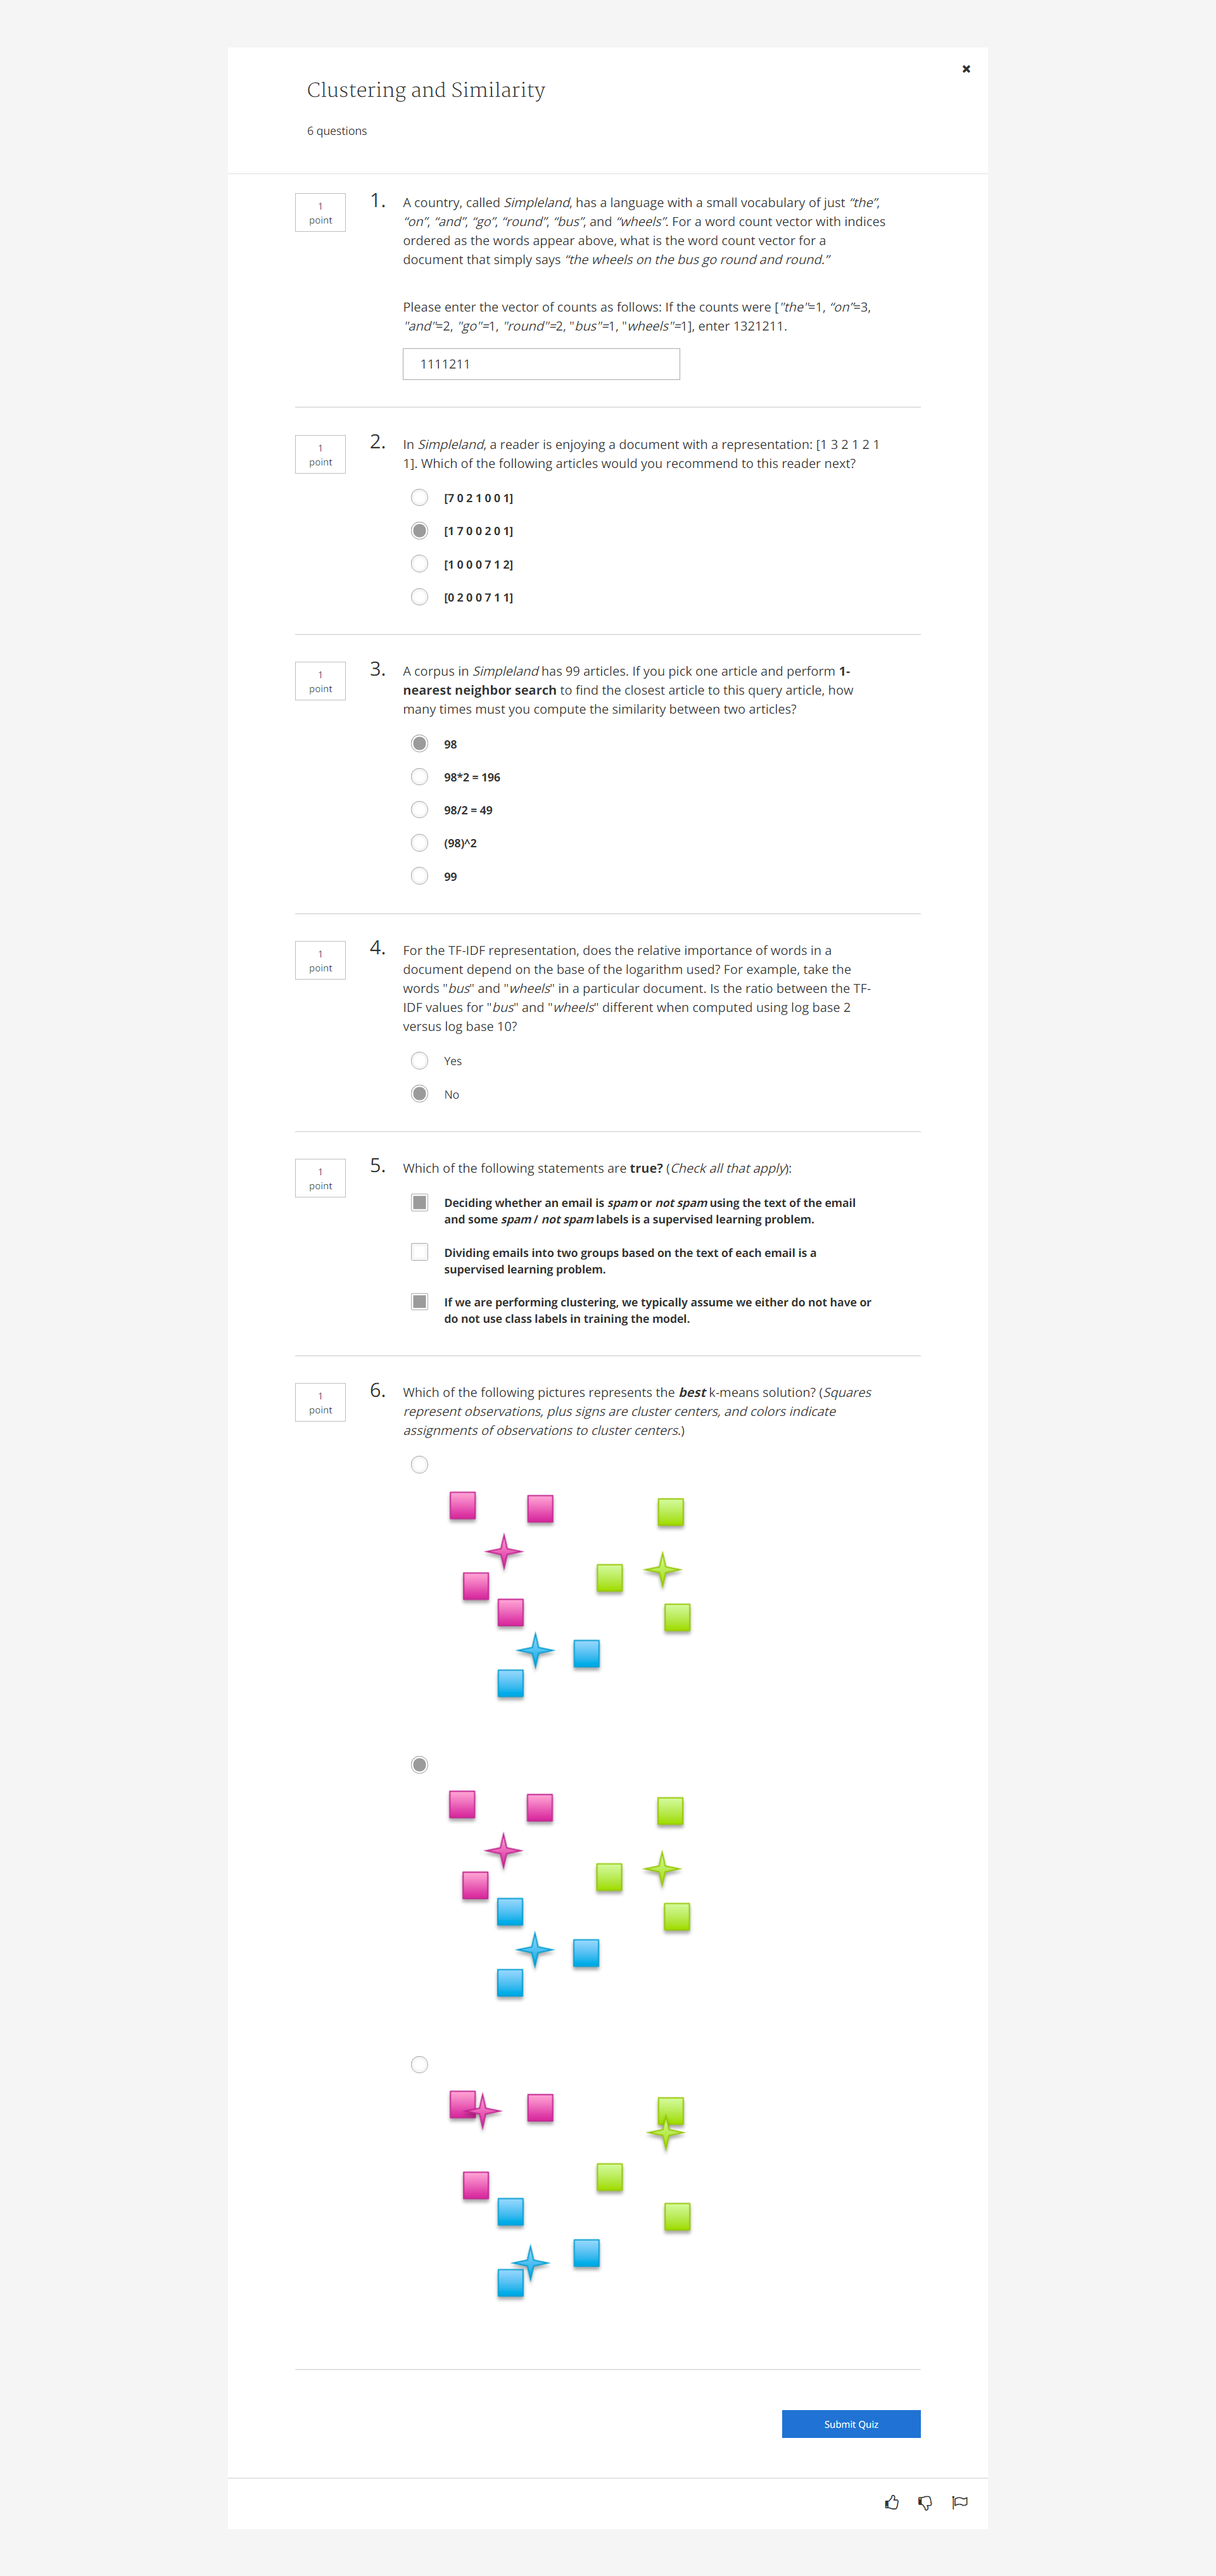 Clustering and Similarity
6 questions
1
point
1.
A country, called Simpleland, has a language with a small vocabulary of just “the”,
“on”, “and”, “go”, “round”, “bus”, and “wheels”. For a word count vector with indices
ordered as the words appear above, what is the word count vector for a
document that simply says “the wheels on the bus go round and round.”
Please enter the vector of counts as follows: If the counts were ["the"=1, “on”=3,
"and"=2, "go"=1, "round"=2, "bus"=1, "wheels"=1], enter 1321211.
1111211
1
point
2.
In Simpleland, a reader is enjoying a document with a representation: [1 3 2 1 2 1
1]. Which of the following articles would you recommend to this reader next?
[7 0 2 1 0 0 1]
[1 7 0 0 2 0 1]
[1 0 0 0 7 1 2]
[0 2 0 0 7 1 1]
1
point
3.
A corpus in Simpleland has 99 articles. If you pick one article and perform 1-
nearest neighbor search to find the closest article to this query article, how
many times must you compute the similarity between two articles?
98
98*2 = 196
98/2 = 49
(98)^2
99
1
point
4.
For the TF-IDF representation, does the relative importance of words in a
document depend on the base of the logarithm used? For example, take the
words "bus" and "wheels" in a particular document. Is the ratio between the TF-
IDF values for "bus" and "wheels" different when computed using log base 2
versus log base 10?
Yes
No
1
point
5.
Which of the following statements are true? (Check all that apply):
Deciding whether an email is spam or not spam using the text of the email
and some spam / not spam labels is a supervised learning problem.
Dividing emails into two groups based on the text of each email is a
supervised learning problem.
If we are performing clustering, we typically assume we either do not have or
do not use class labels in training the model.
1
point
6.
Which of the following pictures represents the best k-means solution? (Squares
represent observations, plus signs are cluster centers, and colors indicate
assignments of observations to cluster centers.)
Submit Quiz